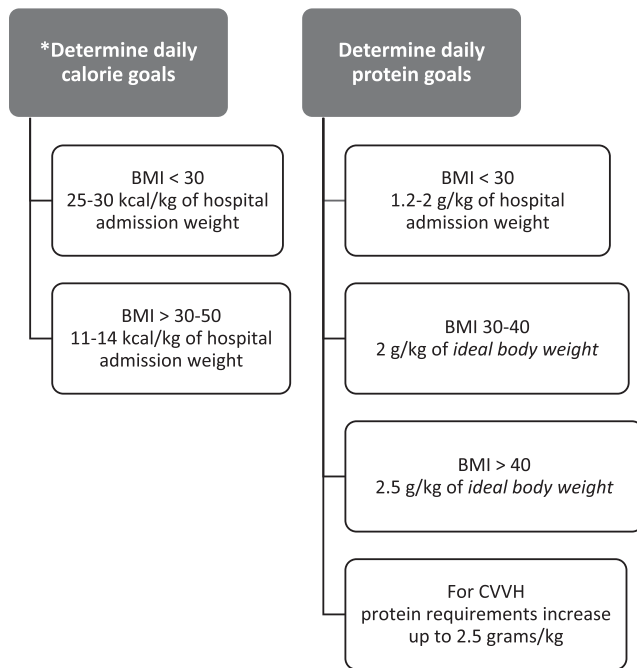 *Determine daily
calorie goals
BMI < 30
25-30 kcal/kg of hospital
admission weight
BMI > 30-50
11-14 kcal/kg of hospital
admission weight
Determine daily
protein goals
BMI < 30
1.2-2 g/kg of hospital
admission weight
BMI 30-40
2 g/kg of ideal body weight
BMI > 40
2.5 g/kg of ideal body weight
For CVVH
protein requirements increase
up to 2.5 grams/kg